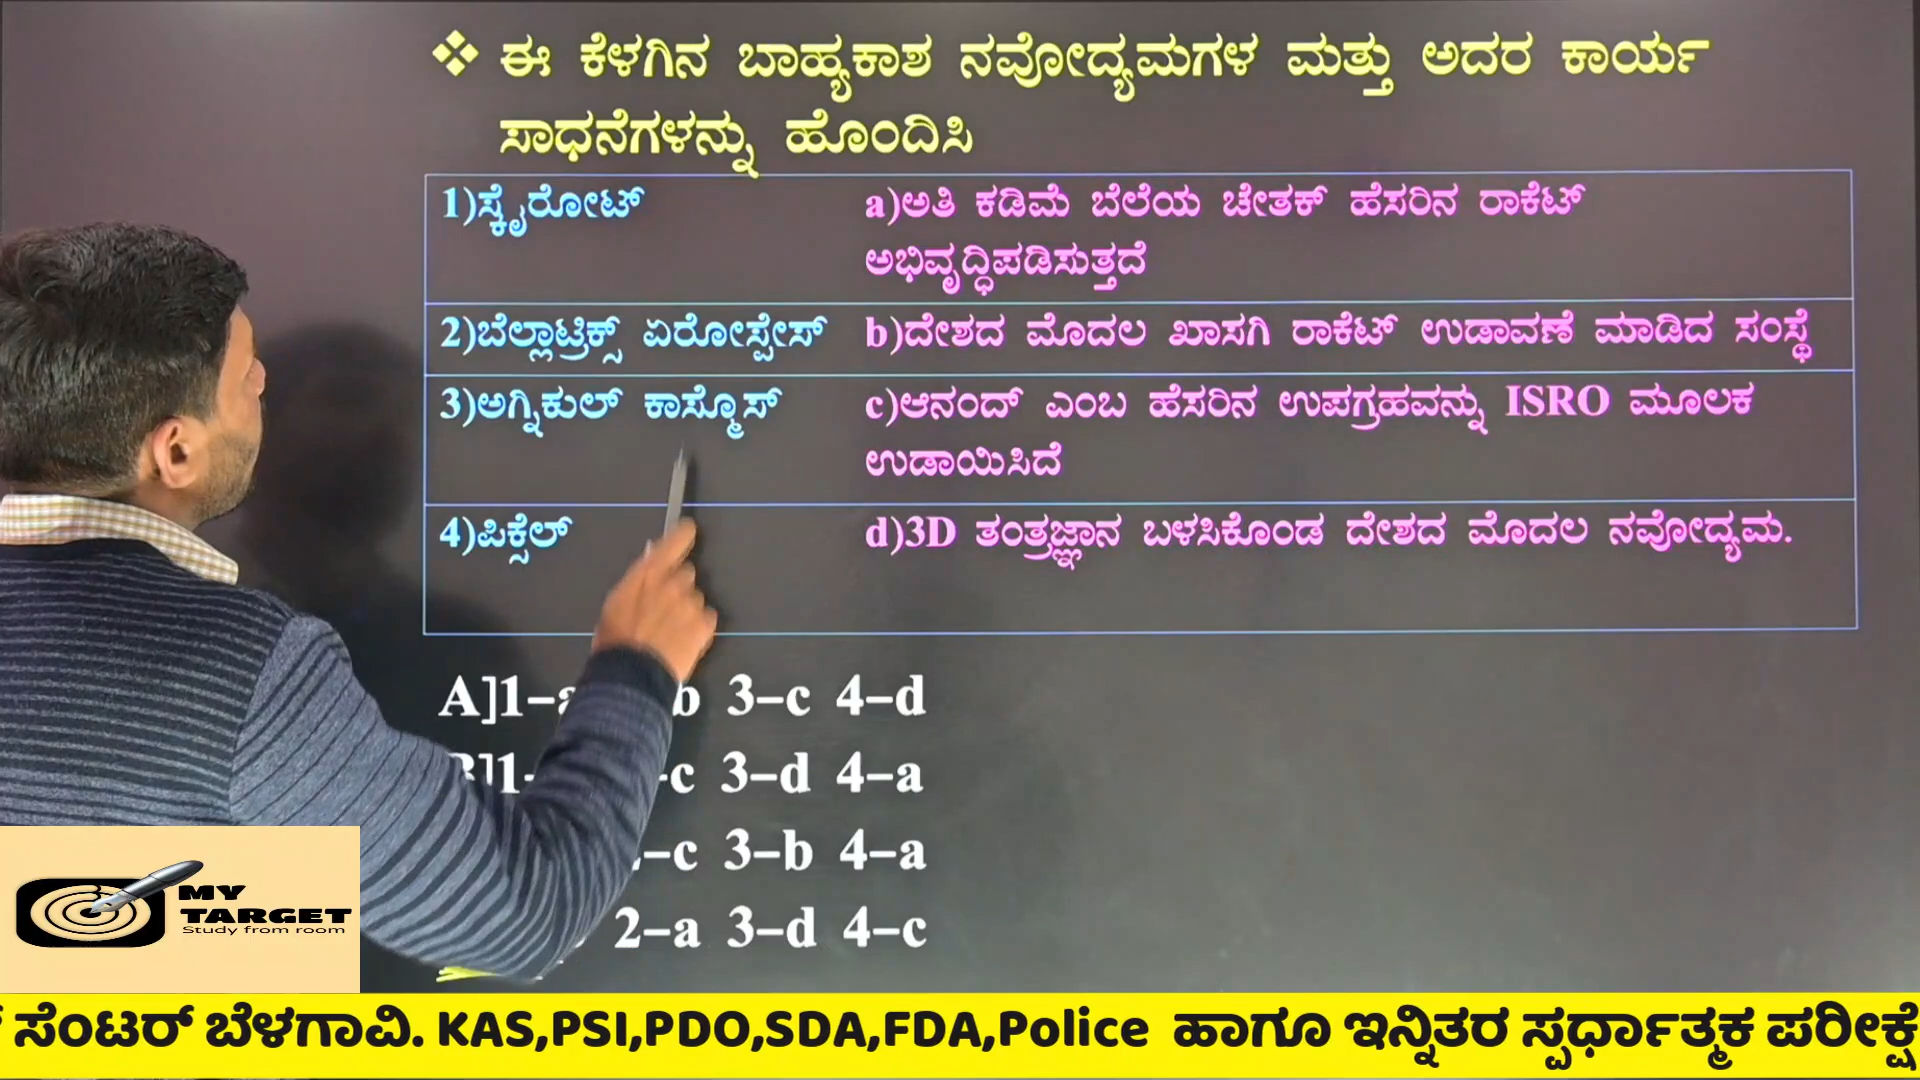 ❖ ಈ ಕೆಳಗಿನ ಬಾಹ್ಯಕಾಶ ನವೋದ್ಯಮಗಳ ಮತ್ತು ಅದರ ಕಾರ್ಯ
ಸಾಧನೆಗಳನ್ನು ಹೊಂದಿಸಿ
1)ಸ್ಕೈರೋಟ್ a)ಅತಿ ಕಡಿಮೆ ಬೆಲೆಯ ಚೇತಕ್ ಹೆಸರಿನ ರಾಕೆಟ್
ಅಭಿವೃದ್ಧಿಪಡಿಸುತ್ತದೆ
2)ಬೆಲ್ಲಾಟ್ರಿಕ್ಸ್ ಏರೋಸ್ಪೇಸ್ b)ದೇಶದ ಮೊದಲ ಖಾಸಗಿ ರಾಕೆಟ್ ಉಡಾವಣೆ ಮಾಡಿದ ಸಂಸ್ಥೆ
3)ಅಗ್ನಿಕುಲ್ ಕಾಸ್ಮೊಸ್ c)ಆನಂದ್ ಎಂಬ ಹೆಸರಿನ ಉಪಗ್ರಹವನ್ನು ISRO ಮೂಲಕ
ಉಡಾಯಿಸಿದೆ
4)ಪಿಕ್ಸೆಲ್ d)3D ತಂತ್ರಜ್ಞಾನ ಬಳಸಿಕೊಂಡ ದೇಶದ ಮೊದಲ ನವೋದ್ಯಮ.
A]1–a b 3–c 4–d
1- –c 3–d 4–a
–c 3–b 4–a
2–a 3–d 4–c
MY
TARGET
Study from room
ಸೆಂಟರ್ ಬೆಳಗಾವಿ. KAS,PSI,PDO,SDA,FDA,Police ಹಾಗೂ ಇನ್ನಿತರ ಸ್ಪರ್ಧಾತ್ಮಕ ಪರೀಕ್ಷೆ